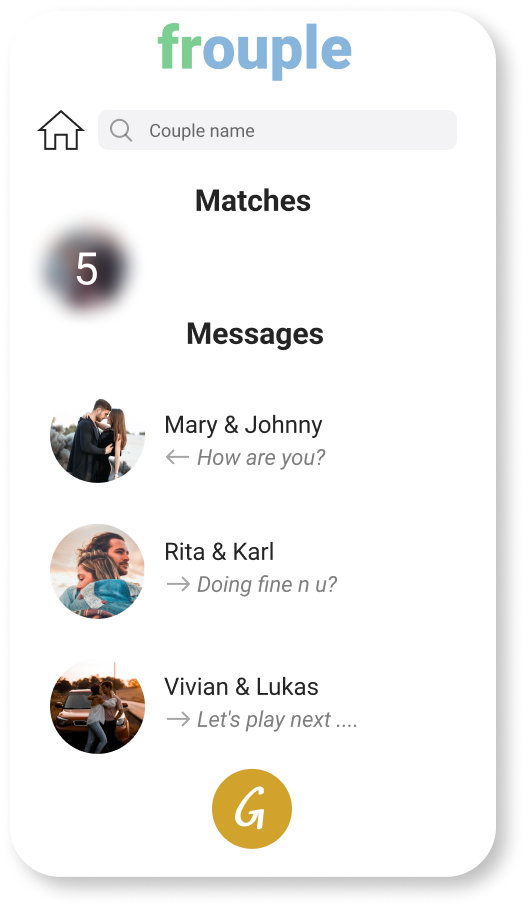 frouple
Couple name
Matches
5
Messages
Mary & Johnny
← How are you?
Rita & Karl
→ Doing fine n u?
Vivian & Lukas
→ Let's play next ....
G